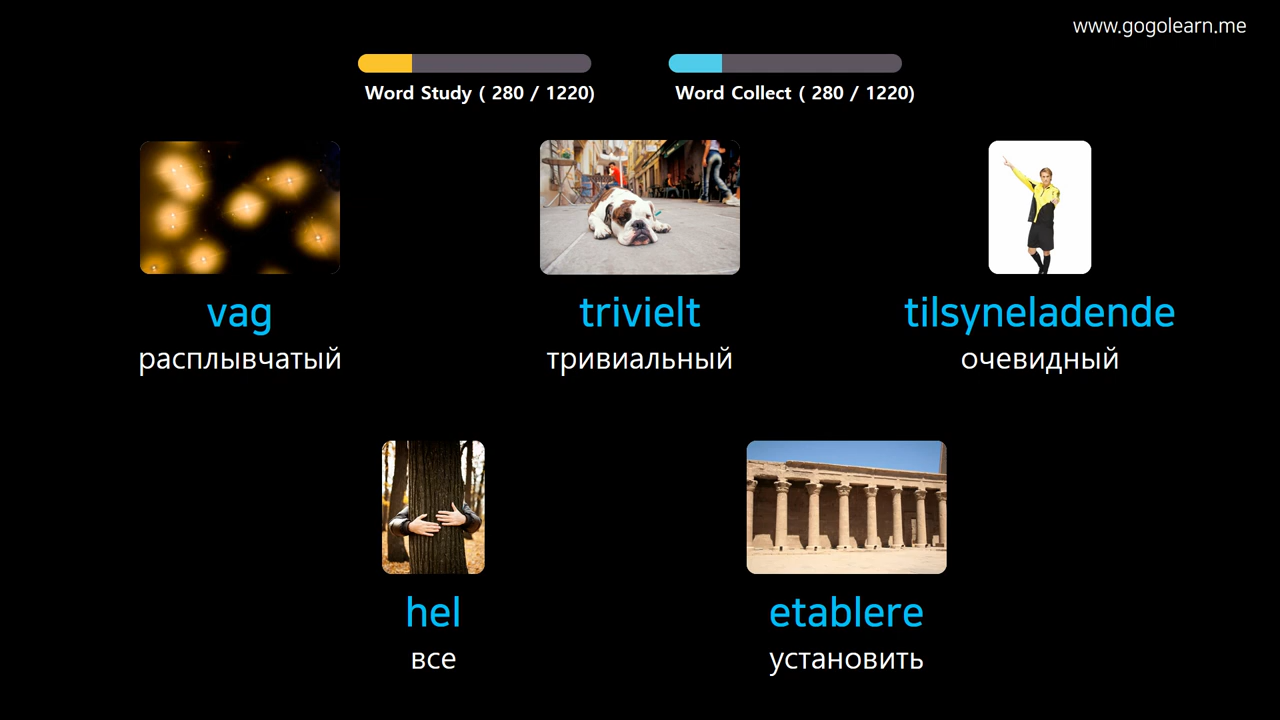 www.gogolearn.me
Word Study ( 280 / 1220)
Word Collect ( 280 / 1220)
vag
расплывчатый
trivielt
тривиальный
tilsyneladende
очевидный
hel
все
etablere
установить